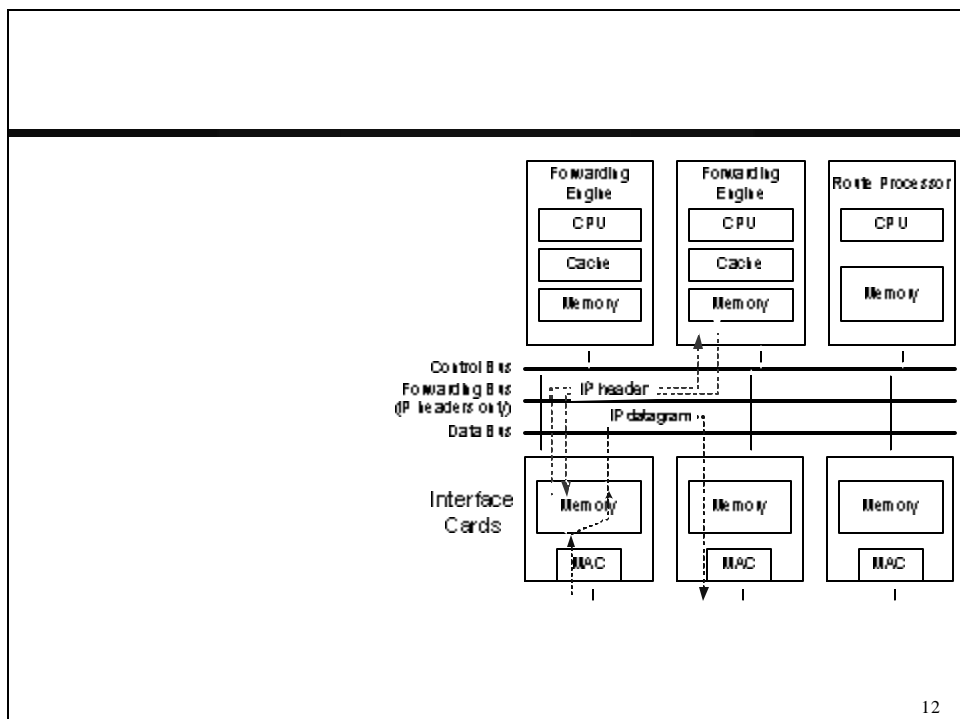 Forwarding
Engine
CPU
Cache
Memory
Forwarding
Engine
CPU
Cache
Memory
Route Processor
CPU
Memory
Control Bus
Forwarding Bus
(IP headers only)
Data Bus
IP header
IP datagram
Interface
Cards
Memory
MAC
Memory
MAC
Memory
MAC
12